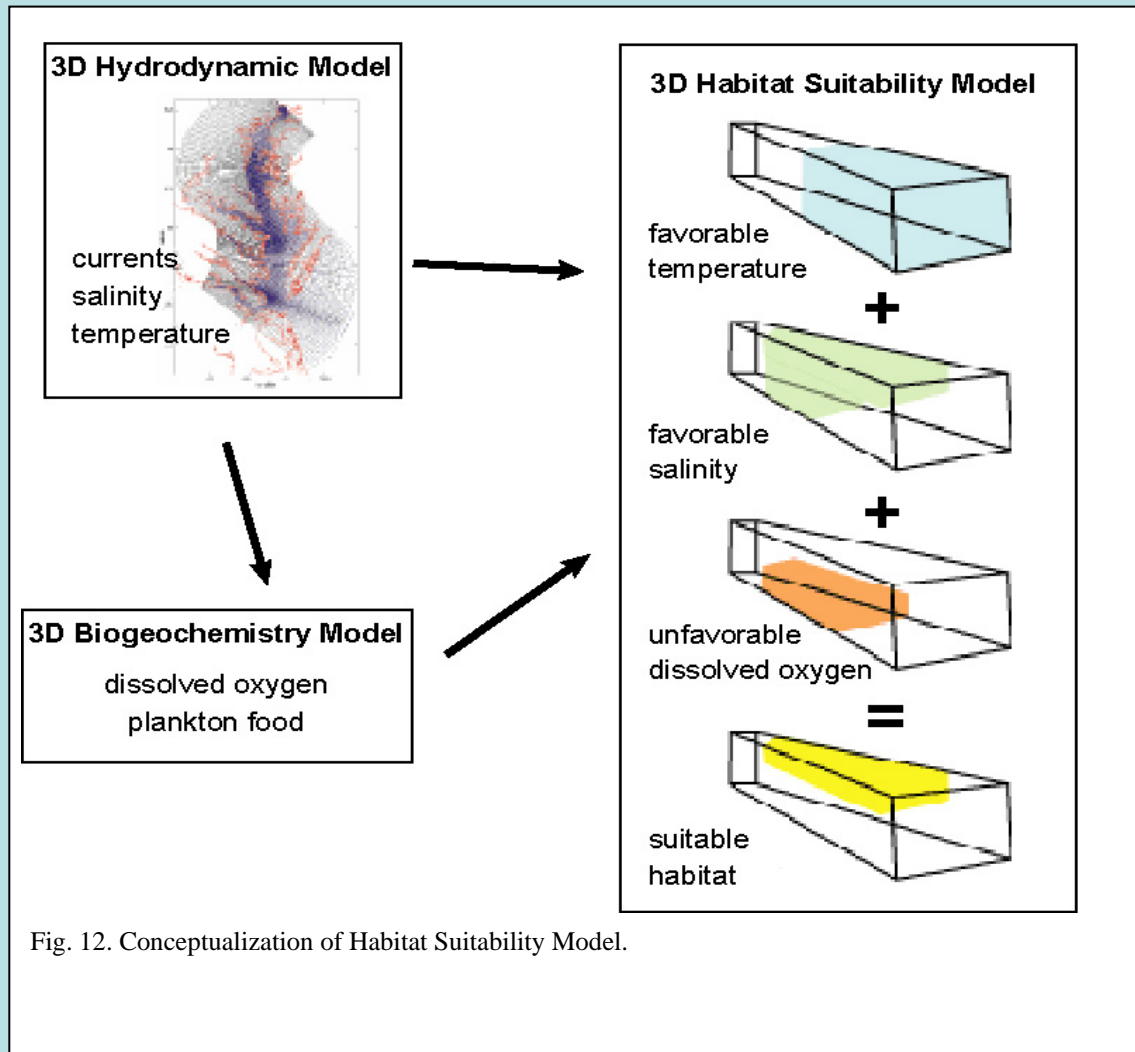 3D Hydrodynamic Model
currents
salinity
temperature
3D Biogeochemistry Model
dissolved oxygen
plankton food
3D Habitat Suitability Model
favorable
temperature
+
favorable
salinity
+
unfavorable
dissolved oxygen
=
suitable
habitat
Fig. 12. Conceptualization of Habitat Suitability Model.